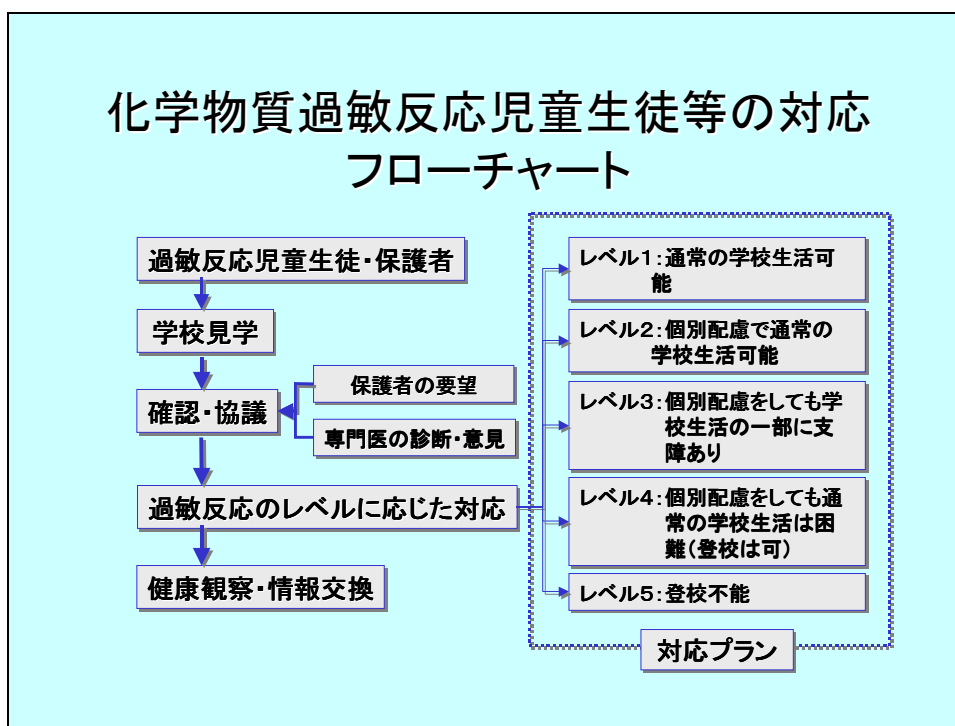 化学物質過敏反応児童生徒等の対応
フローチャート
過敏反応児童生徒・保護者
学校見学
確認・協議
保護者の要望
専門医の診断・意見
過敏反応のレベルに応じた対応
健康観察・情報交換
レベル1:通常の学校生活可
能
レベル2:個別配慮で通常の
学校生活可能
レベル3:個別配慮をしても学
校生活の一部に支
障あり
レベル4:個別配慮をしても通
常の学校生活は困
難(登校は可)
レベル5:登校不能
対応プラン